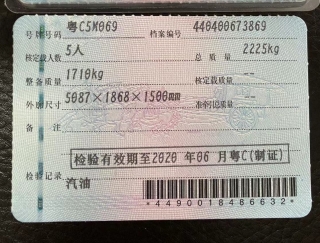 号牌号码 粤C5M069 档案编号 440400673869
核定载人数 5人 总质量 2225kg
整备质量 1710kg 核定载质量 --
外廓尺寸 5087×1868×1500mm 准牵引总质量 --
备注
检验有效期至2020 年06 月粤C(制证)
检验记录 汽油
*4490018486632*